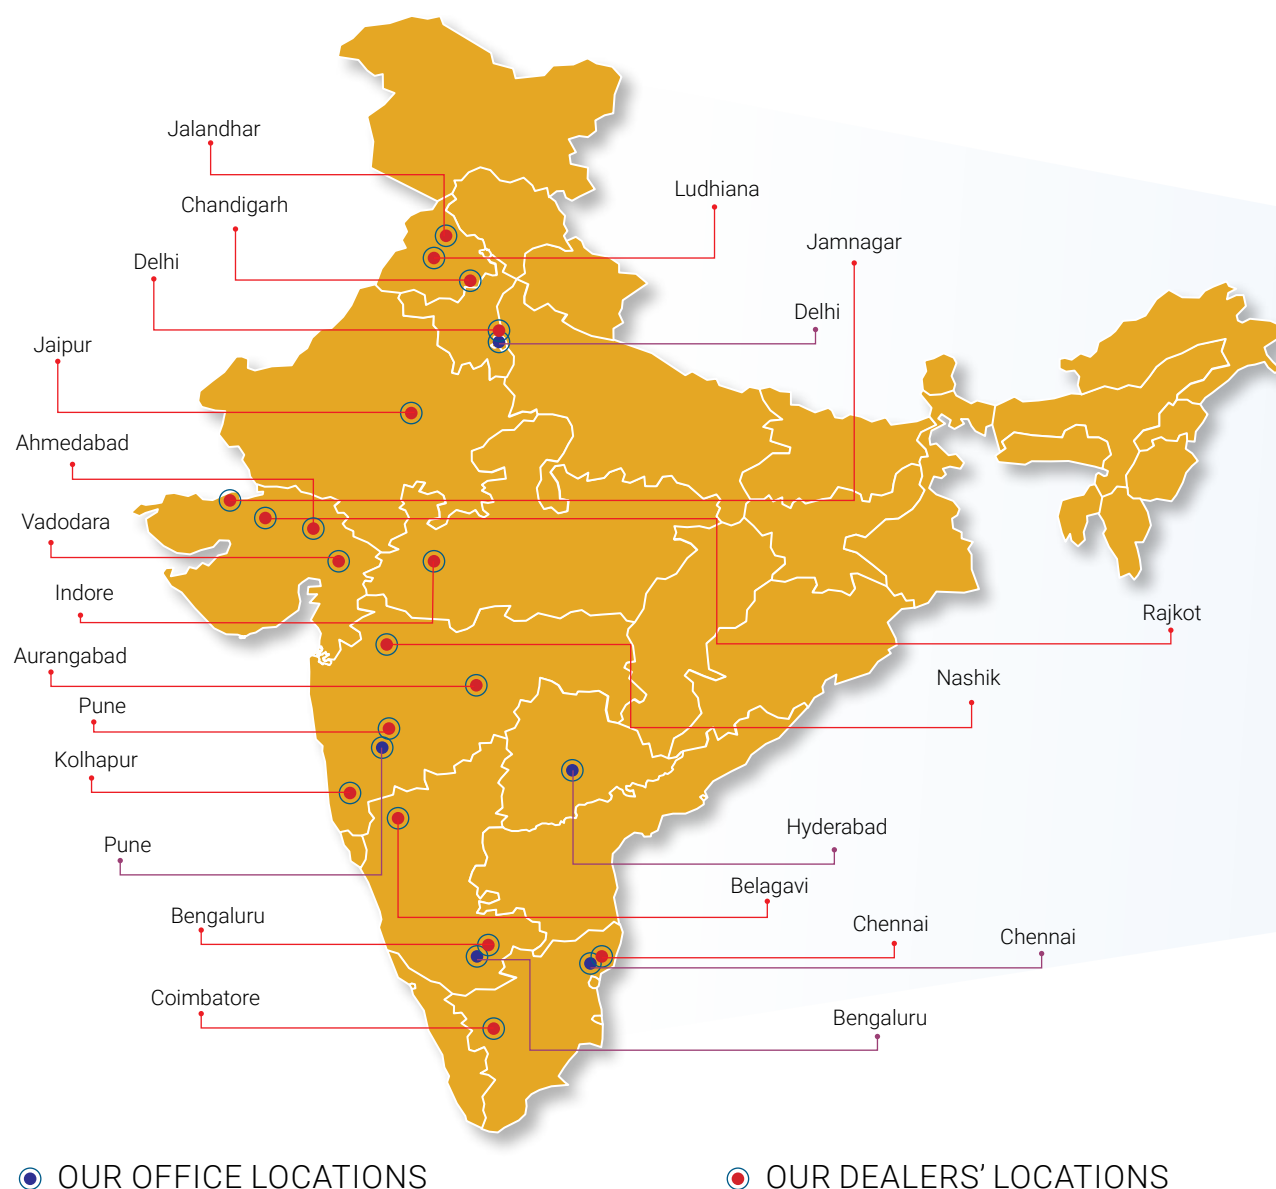 Jalandhar
Ludhiana
Chandigarh
Jamnagar
Delhi
Delhi
Jaipur
Ahmedabad
Vadodara
Indore
Rajkot
Aurangabad
Nashik
Pune
Kolhapur
Hyderabad
Pune
Belagavi
Bengaluru
Chennai
Chennai
Coimbatore
Bengaluru
OUR OFFICE LOCATIONS
OUR DEALERS’ LOCATIONS